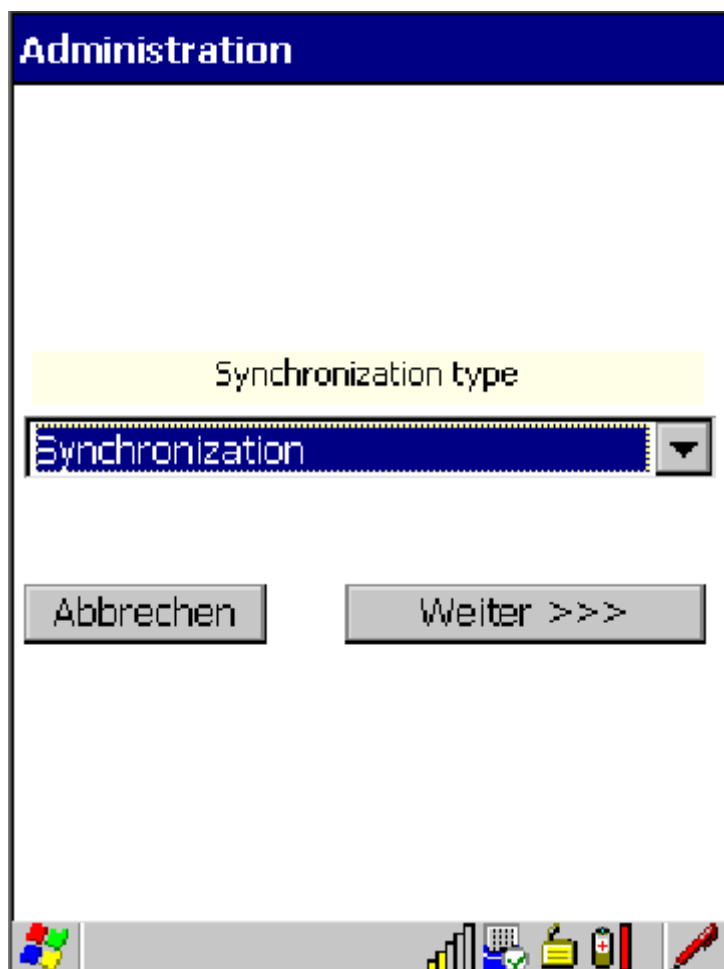 Administration
Synchronization type
Synchronization
Abbrechen
Weiter >>>